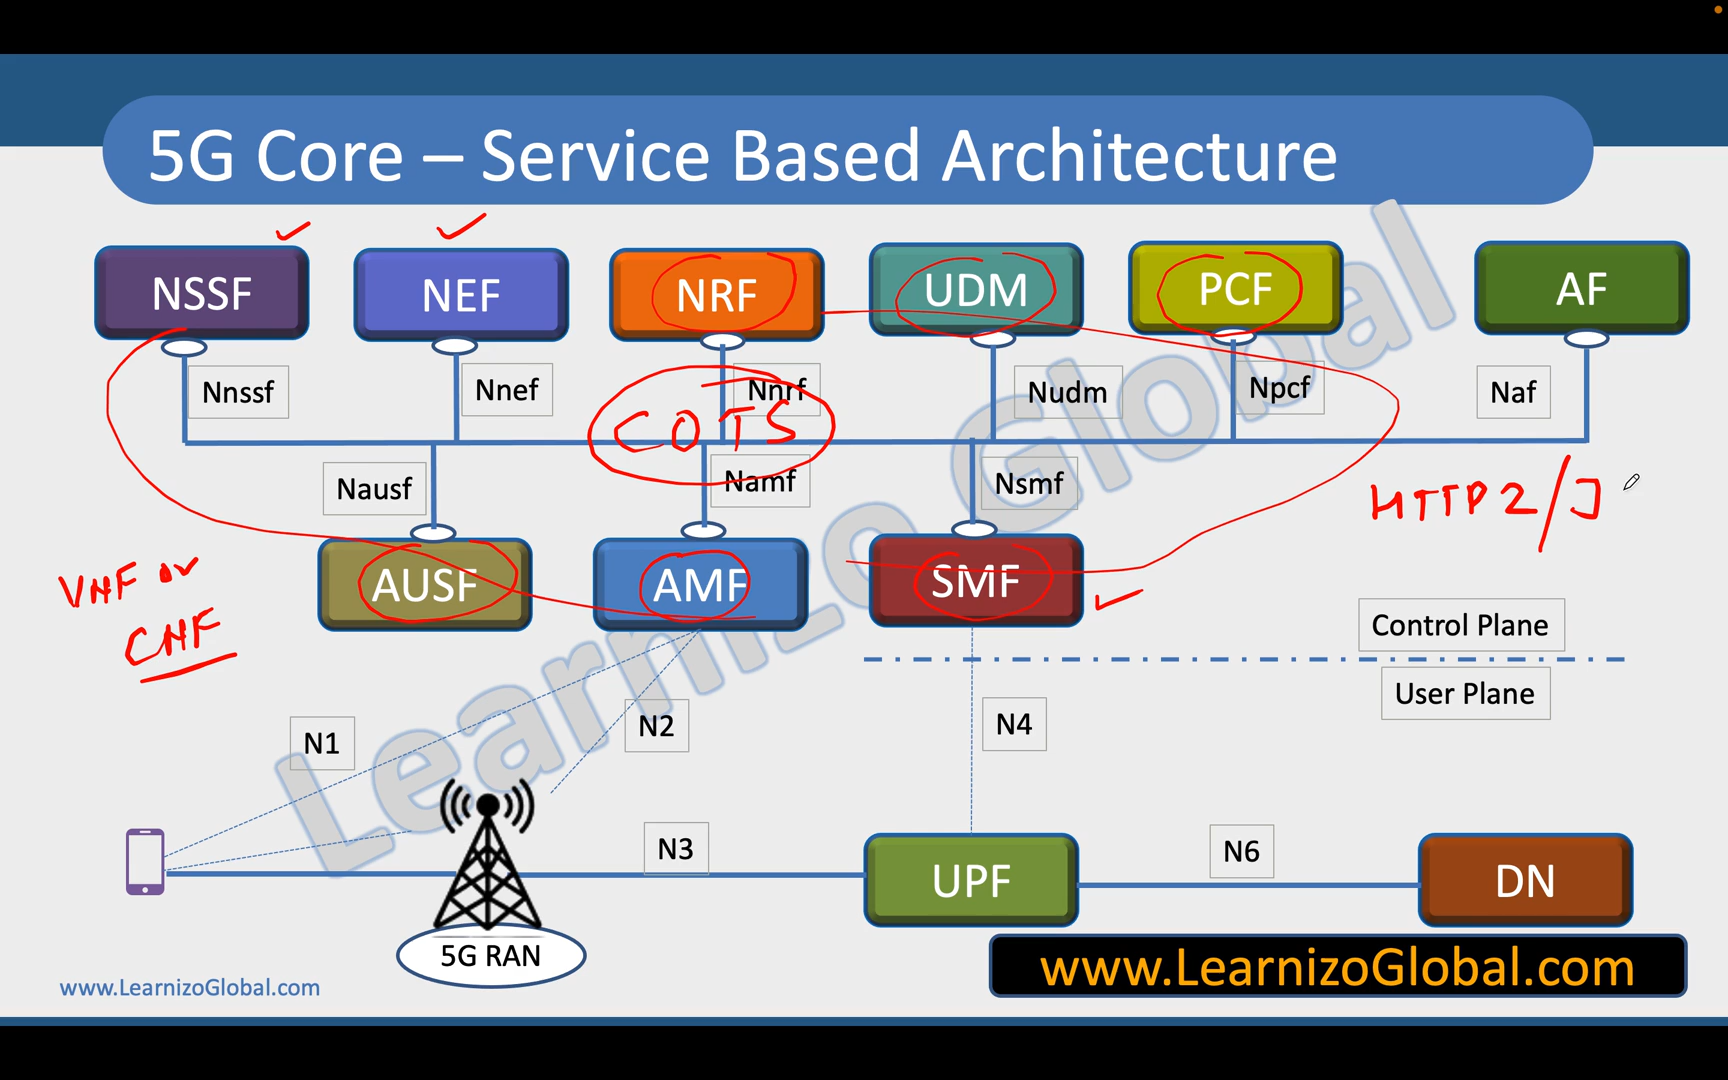 5G Core – Service Based Architecture
NSSF
NEF
NRF
UDM
PCF
AF
Nnssf
Nnef
Nnrf
Nudm
Npcf
Naf
COTS
Nausf
Namf
Nsmf
HTTP2/J
AUSF
AMF
SMF
VNF or
CNF
Control Plane
User Plane
N1
N2
N4
N3
N6
UPF
DN
5G RAN
www.LearnizoGlobal.com
www.LearnizoGlobal.com
Learnizo Global